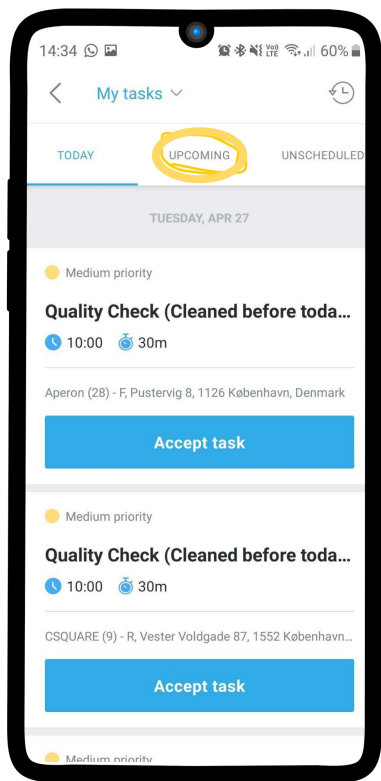 14:34 VoD LTE 60%
My tasks
TODAY UPCOMING UNSCHEDULED
TUESDAY, APR 27
Medium priority
Quality Check (Cleaned before toda...
10:00 30m
Aperon (28) - F, Pustervig 8, 1126 København, Denmark
Accept task
Medium priority
Quality Check (Cleaned before toda...
10:00 30m
CSQUARE (9) - R, Vester Voldgade 87, 1552 København...
Accept task
Medium priority